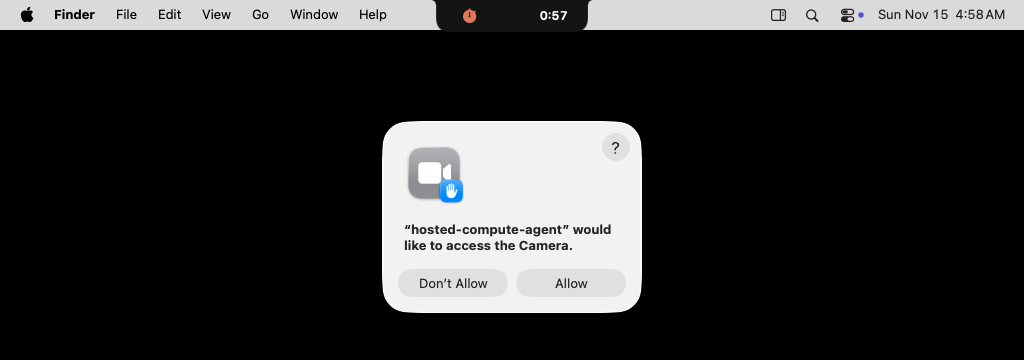 Finder File Edit View Go Window Help 0:57 Sun Nov 15 4:58 AM
?
“hosted-compute-agent” would
like to access the Camera.
Don't Allow Allow